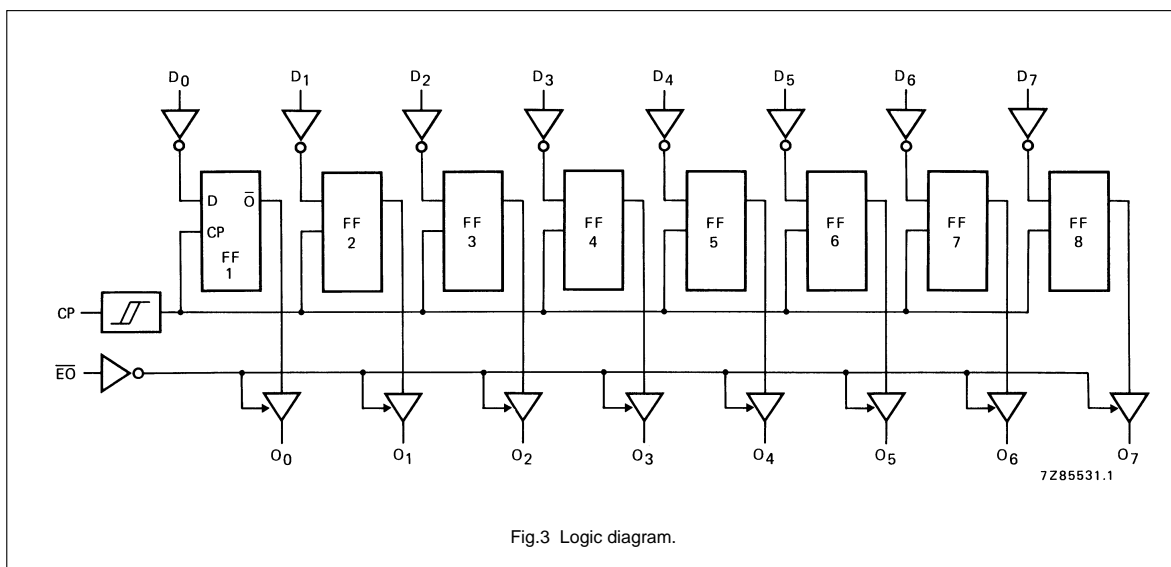 D0 D1 D2 D3 D4 D5 D6 D7
D O̅ FF 2 FF 3 FF 4 FF 5 FF 6 FF 7 FF 8
CP
FF 1
CP
E̅O̅
O0 O1 O2 O3 O4 O5 O6 O7
7Z85531.1
Fig.3 Logic diagram.